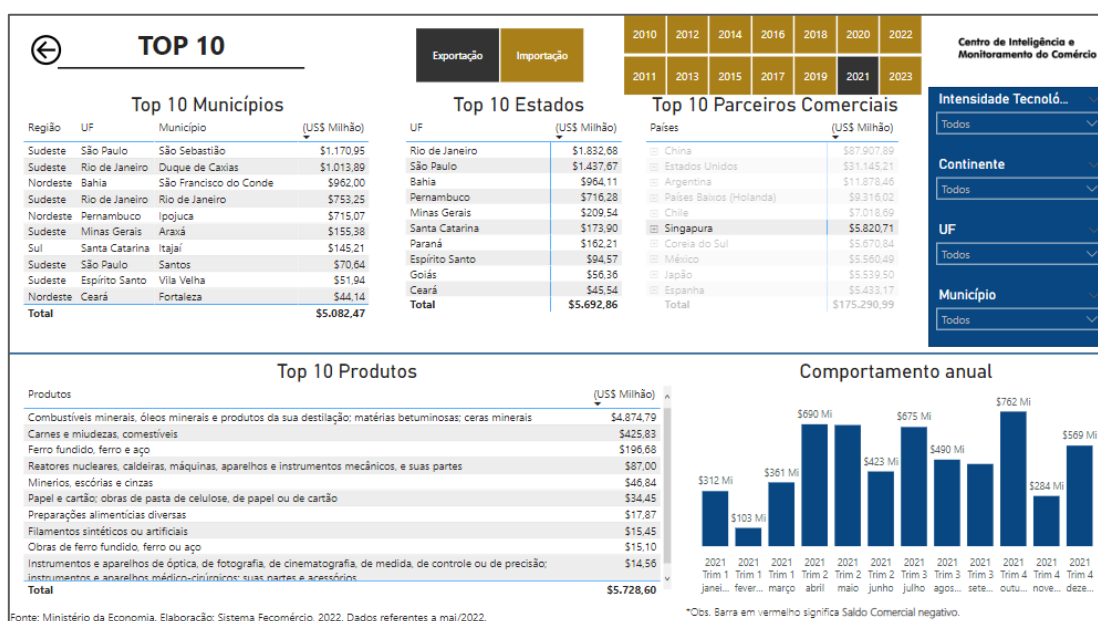 TOP 10
Exportação Importação
2010 2012 2014 2016 2018 2020 2022
2011 2013 2015 2017 2019 2021 2023
Centro de Inteligência e
Monitoramento do Comércio
Top 10 Municípios
Região UF Município (US$ Milhão)
Sudeste São Paulo São Sebastião $1.170,95
Sudeste Rio de Janeiro Duque de Caxias $1.013,89
Nordeste Bahia São Francisco do Conde $962,00
Sudeste Rio de Janeiro Rio de Janeiro $753,25
Nordeste Pernambuco Ipojuca $715,07
Sudeste Minas Gerais Araxá $155,38
Sul Santa Catarina Itajaí $145,21
Sudeste São Paulo Santos $70,64
Sudeste Espírito Santo Vila Velha $51,94
Nordeste Ceará Fortaleza $44,14
Total $5.082,47
Top 10 Estados
UF (US$ Milhão)
Rio de Janeiro $1.832,68
São Paulo $1.437,67
Bahia $964,11
Pernambuco $716,28
Minas Gerais $209,54
Santa Catarina $173,90
Paraná $162,21
Espírito Santo $94,57
Goiás $56,36
Ceará $45,54
Total $5.692,86
Top 10 Parceiros Comerciais
Países (US$ Milhão)
China $87.907,89
Estados Unidos $31.145,21
Argentina $11.878,46
Países Baixos (Holanda) $9.316,02
Chile $7.018,69
Singapura $5.820,71
Coreia do Sul $5.670,84
México $5.560,49
Japão $5.539,50
Espanha $5.433,17
Total $175.290,99
Intensidade Tecnoló...
Todos
Continente
Todos
UF
Todos
Município
Todos
Top 10 Produtos
Produtos (US$ Milhão)
Combustíveis minerais, óleos minerais e produtos da sua destilação; matérias betuminosas; ceras minerais $4.874,79
Carnes e miudezas, comestíveis $425,83
Ferro fundido, ferro e aço $196,68
Reatores nucleares, caldeiras, máquinas, aparelhos e instrumentos mecânicos, e suas partes $87,00
Minerios, escórias e cinzas $46,84
Papel e cartão; obras de pasta de celulose, de papel ou de cartão $34,45
Preparações alimentícias diversas $17,87
Filamentos sintéticos ou artificiais $15,45
Obras de ferro fundido, ferro ou aço $15,10
Instrumentos e aparelhos de óptica, de fotografia, de cinematografia, de medida, de controle ou de precisão; $14,56
instrumentos e aparelhos médico-cirúrgicos; suas partes e acessórios
Total $5.728,60
Comportamento anual
$312 Mi $103 Mi $361 Mi $690 Mi $423 Mi $675 Mi $490 Mi $762 Mi $284 Mi $569 Mi
2021 2021 2021 2021 2021 2021 2021 2021 2021 2021 2021 2021
Trim 1 Trim 1 Trim 1 Trim 2 Trim 2 Trim 2 Trim 3 Trim 3 Trim 3 Trim 4 Trim 4 Trim 4
janei... fever... março abril maio junho julho agos... sete... outu... nove... deze...
*Obs. Barra em vermelho significa Saldo Comercial negativo.
Fonte: Ministério da Economia. Elaboração: Sistema Fecomércio. 2022. Dados referentes a mai/2022.